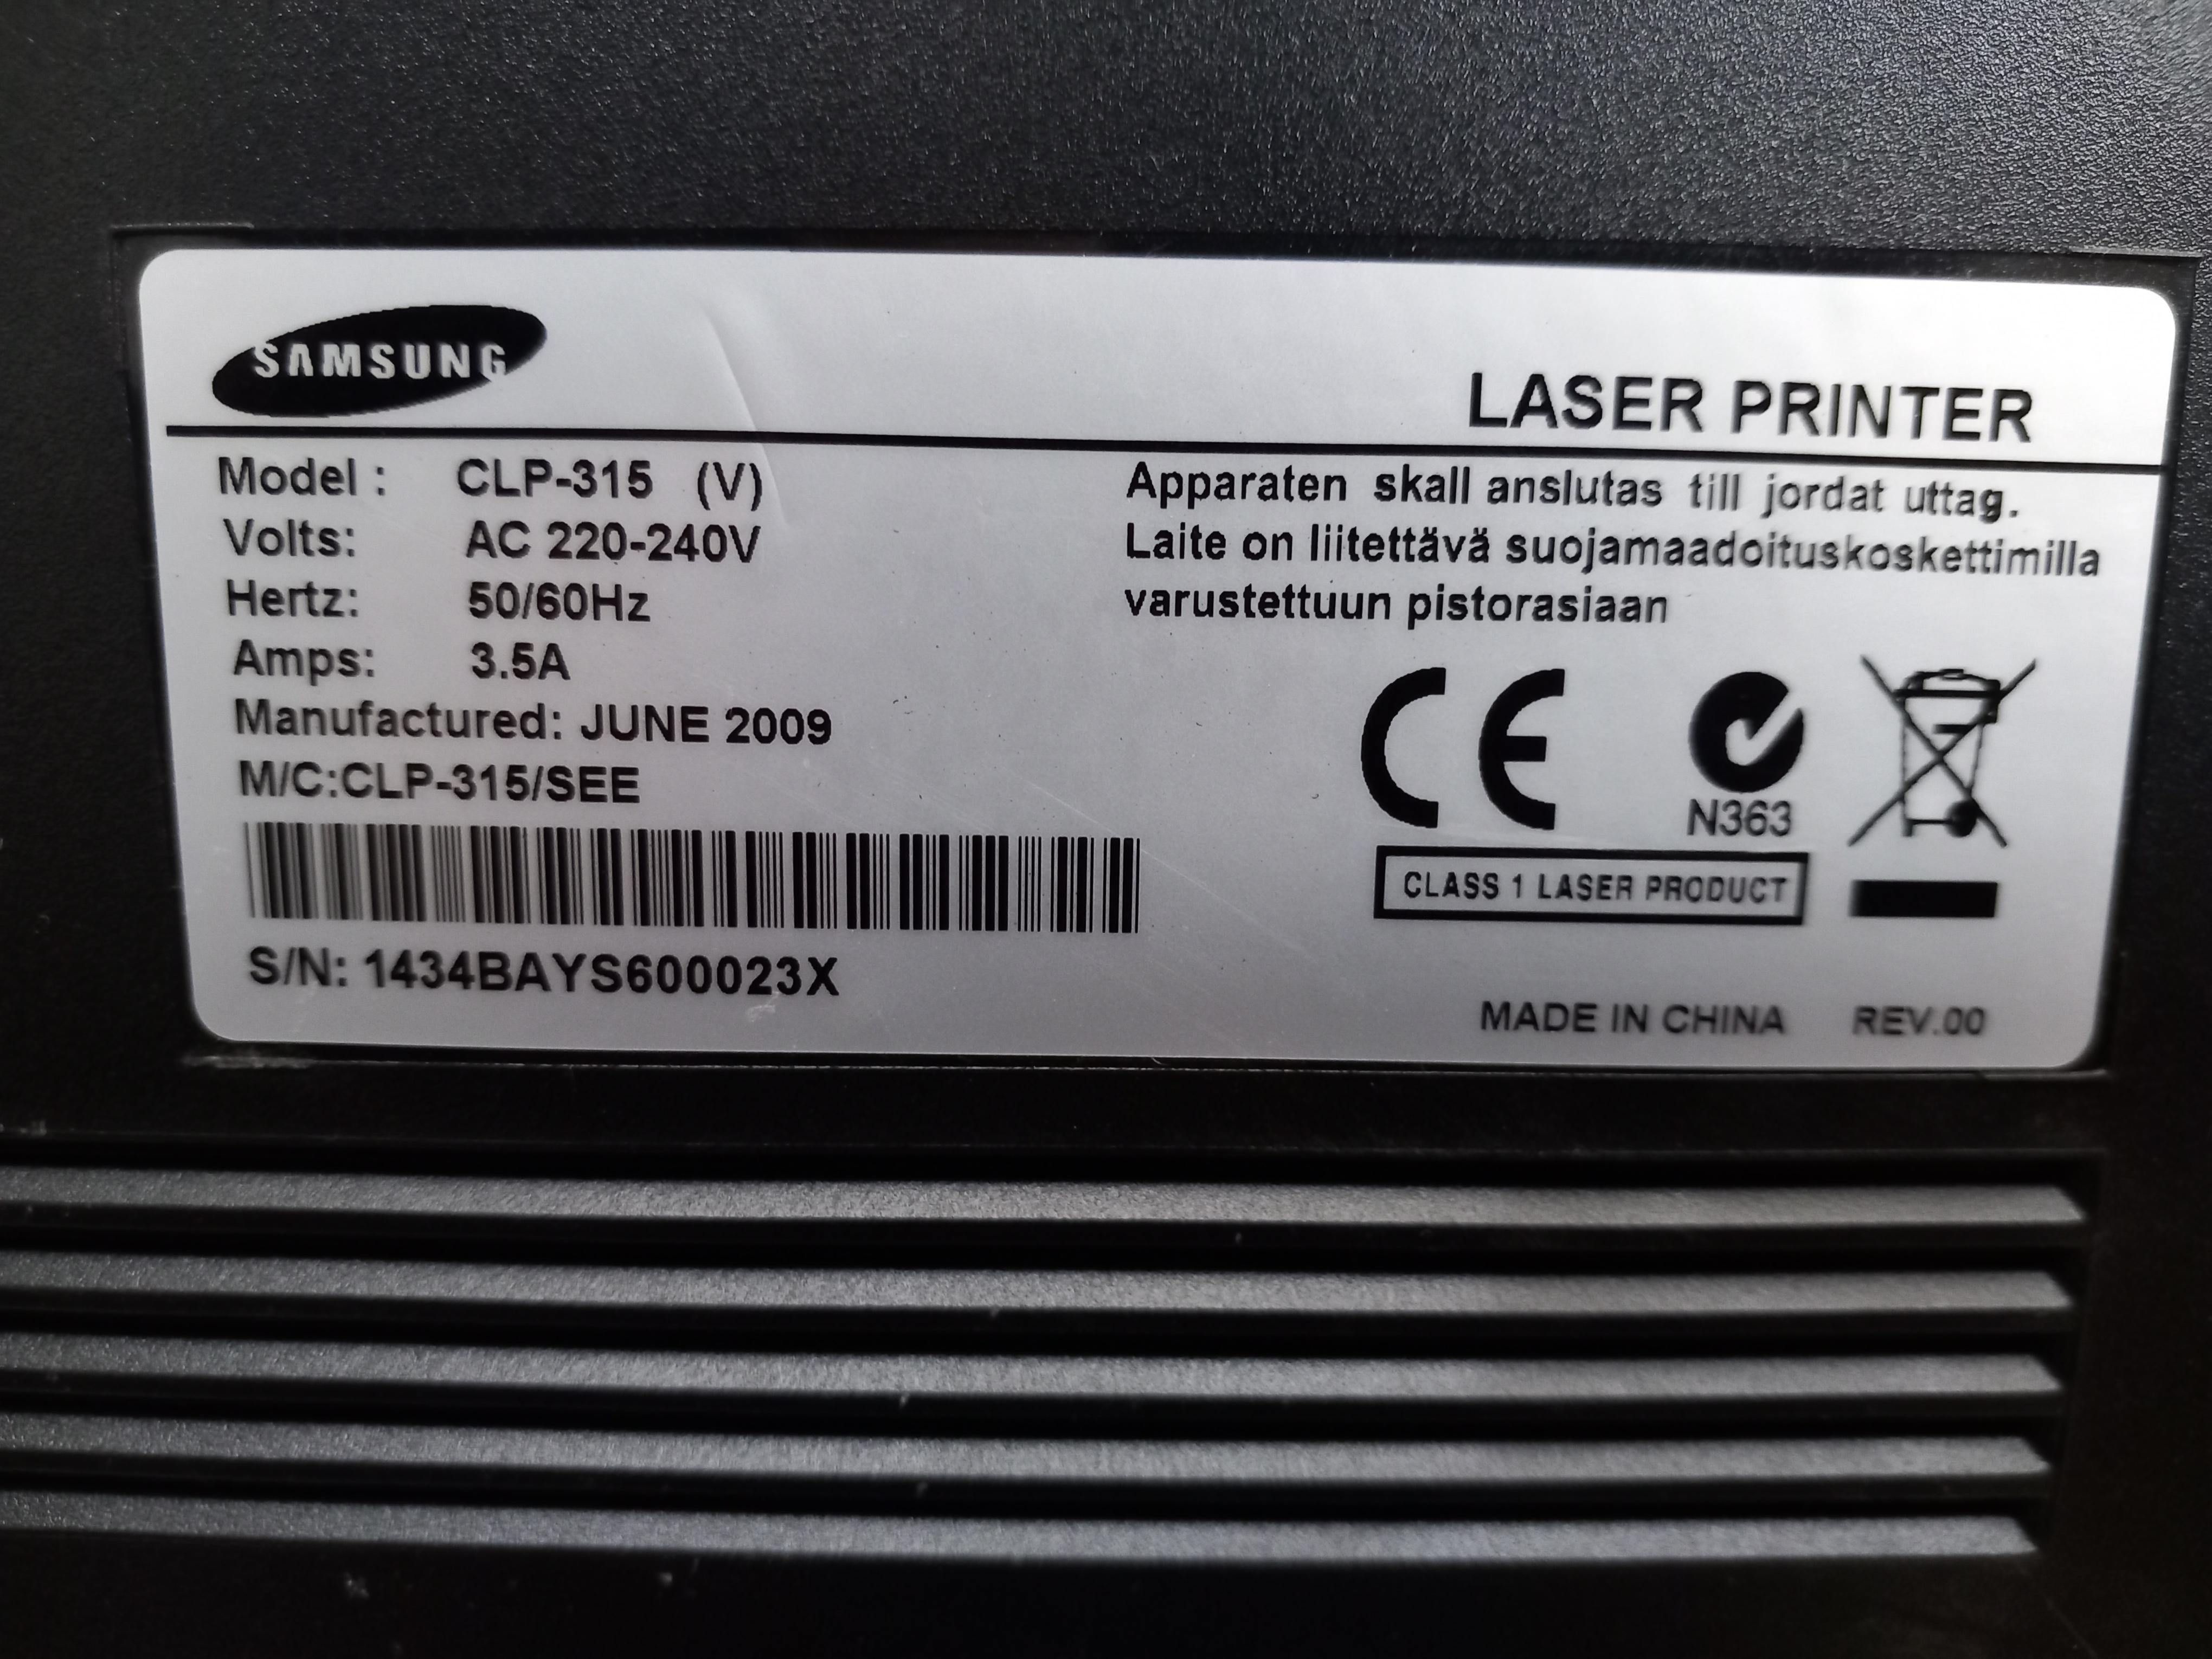 SAMSUNG
LASER PRINTER
Model : CLP-315 (V)
Volts: AC 220-240V
Hertz: 50/60Hz
Amps: 3.5A
Manufactured: JUNE 2009
M/C:CLP-315/SEE
S/N: 1434BAYS600023X
Apparaten skall anslutas till jordat uttag.
Laite on liitettävä suojamaadoituskoskettimilla
varustettuun pistorasiaan
CE
N363
CLASS 1 LASER PRODUCT
MADE IN CHINA REV.00